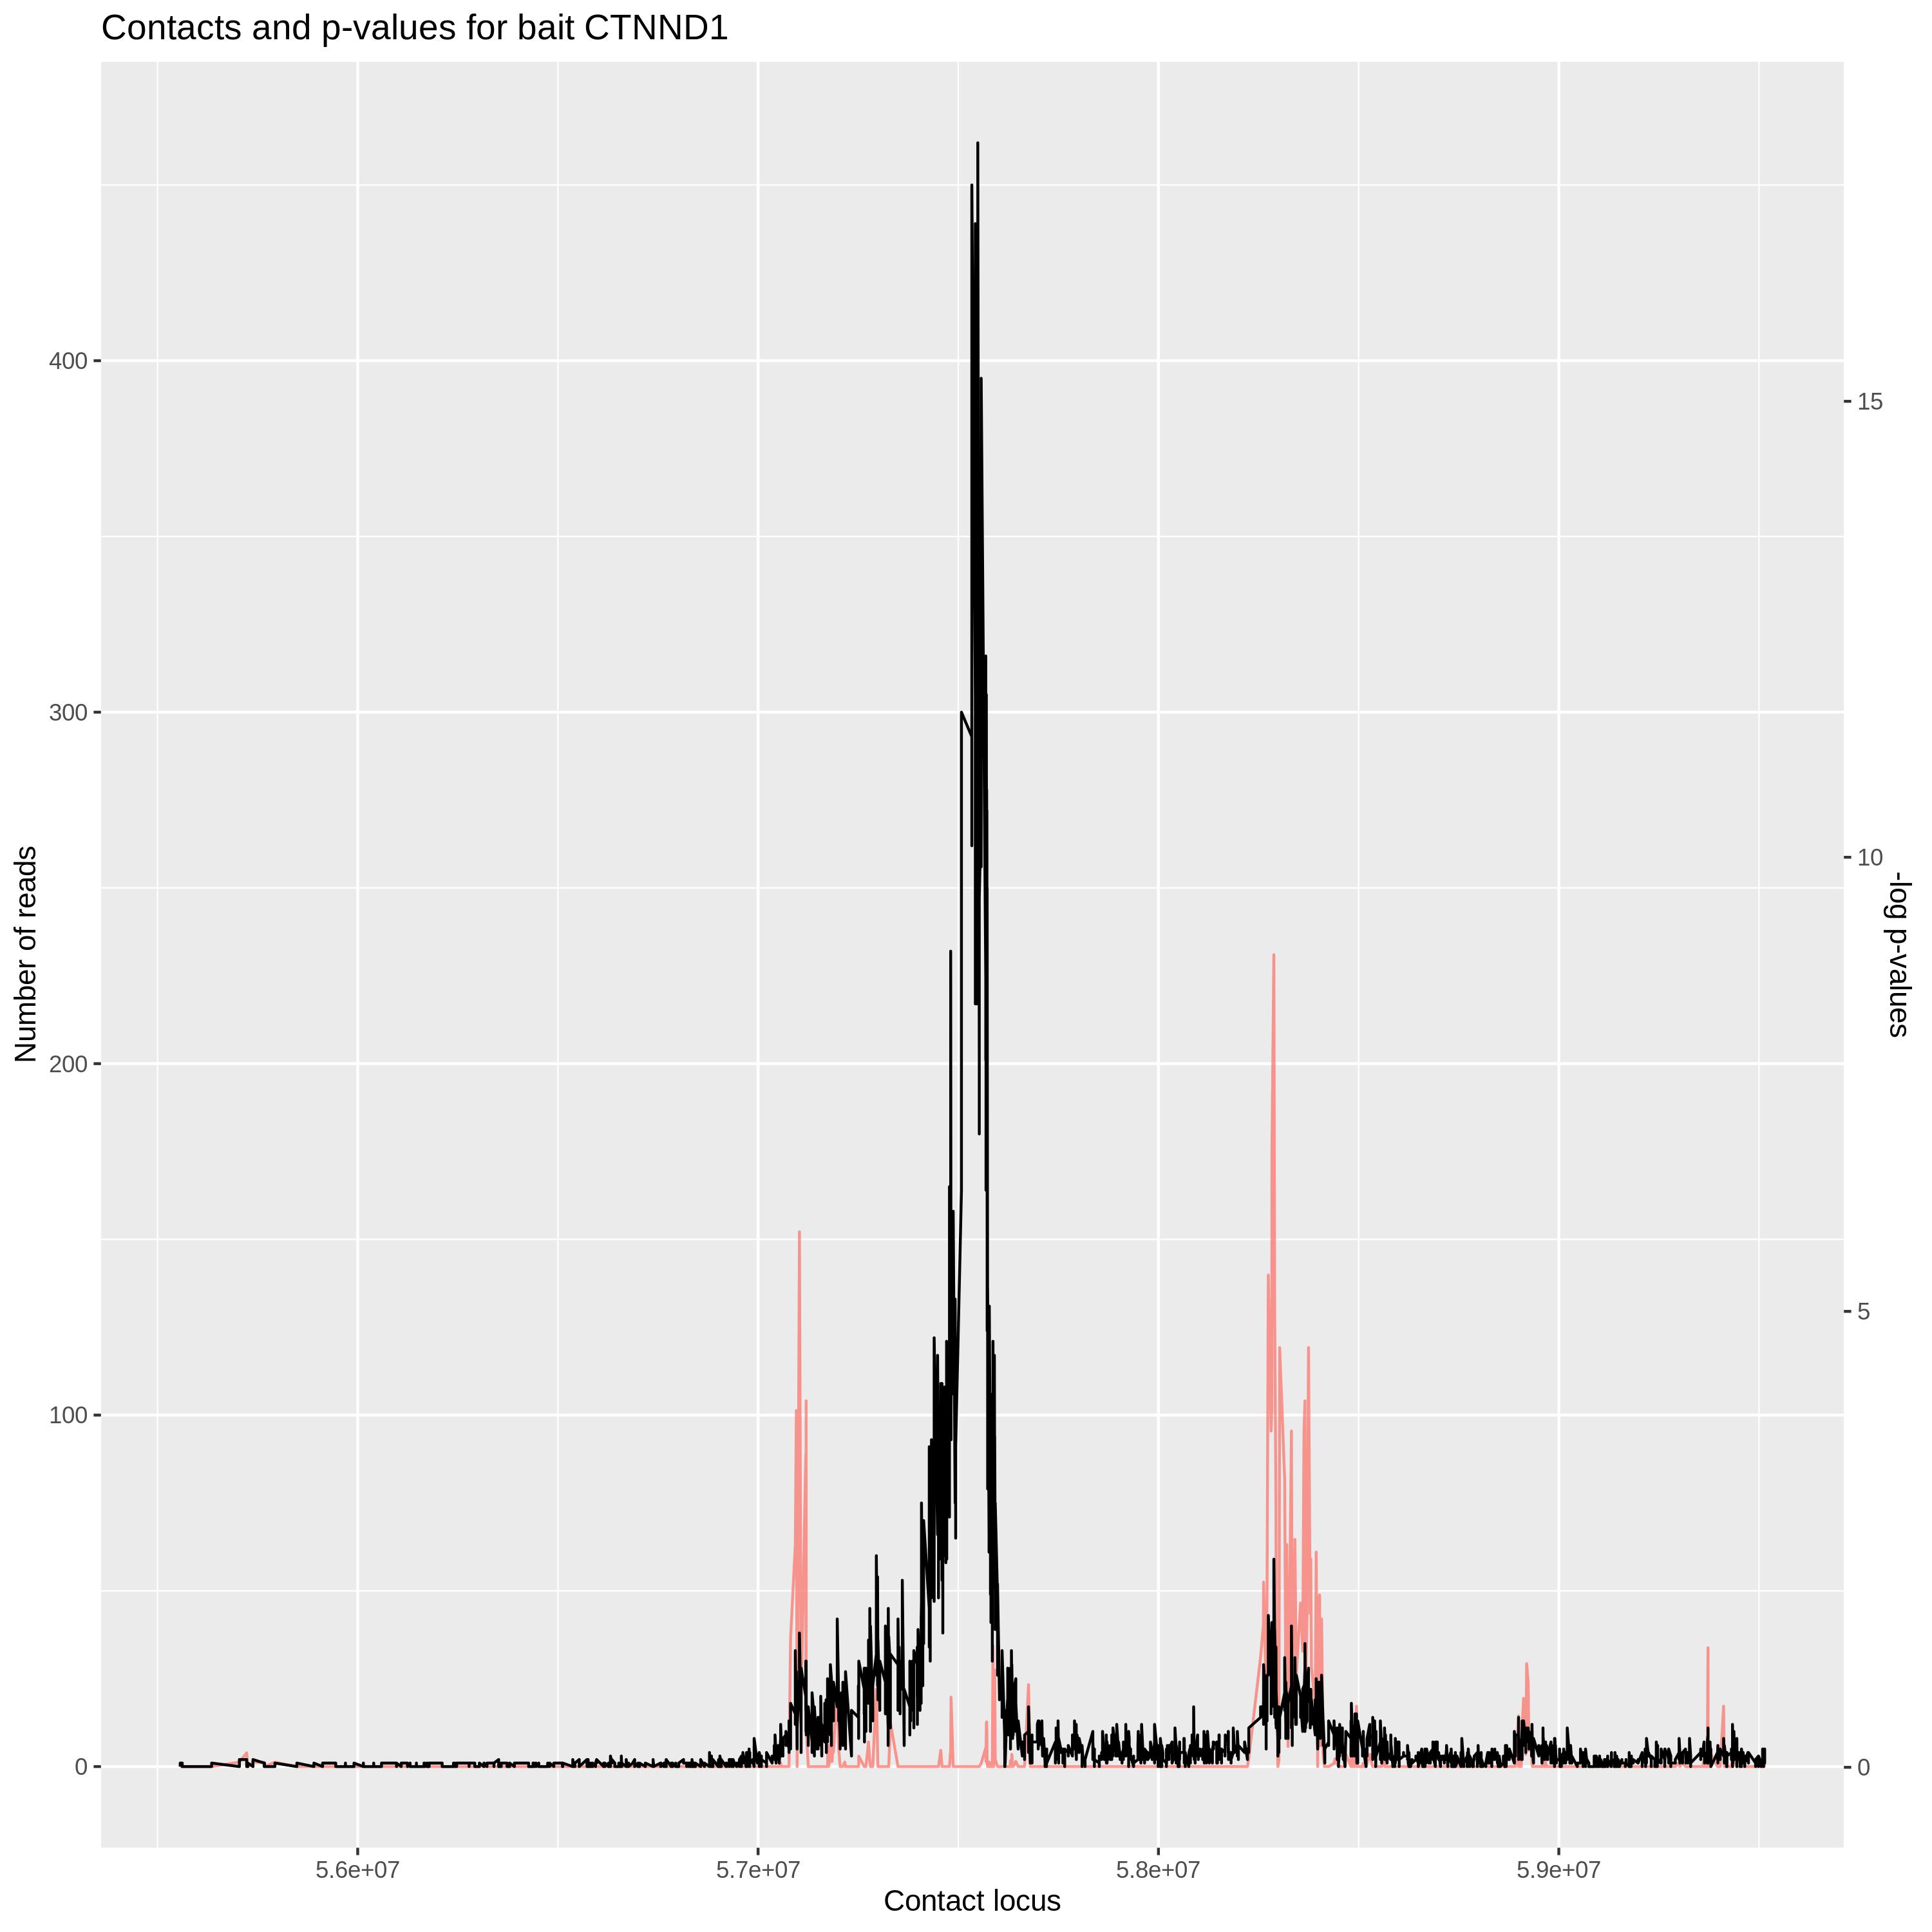 Contacts and p-values for bait CTNND1
400
300
200
100
0
15
10
5
0
Number of reads
-log p-values
5.6e+07
5.7e+07
5.8e+07
5.9e+07
Contact locus